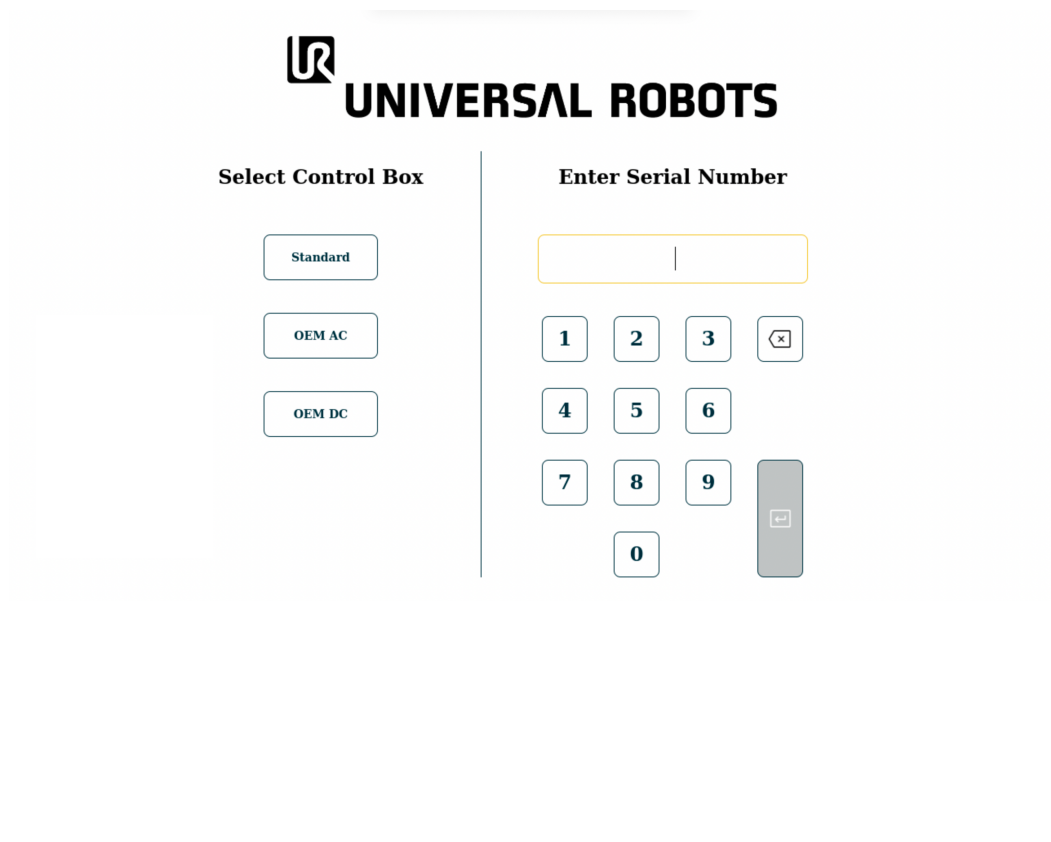 UR
UNIVERSAL ROBOTS
Select Control Box
Standard
OEM AC
OEM DC
Enter Serial Number
1 2 3
4 5 6
7 8 9
0